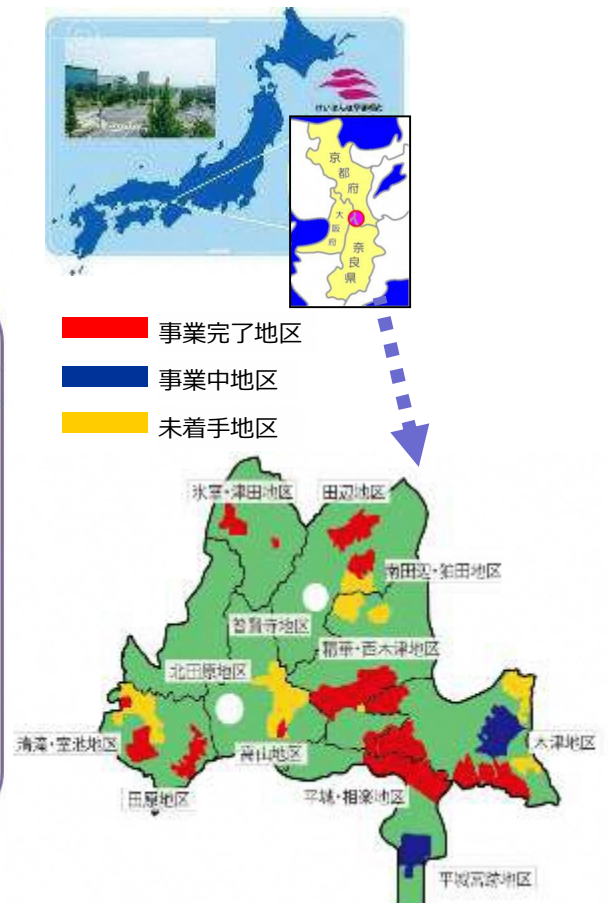 けいはんな学研都市
京
都
府
大
阪
府
奈
良
県
事業完了地区
事業中地区
未着手地区
氷室・津田地区
田辺地区
南田辺・狛田地区
普賢寺地区
精華・西木津地区
北田原地区
清滝・室池地区
高山地区
木津地区
田原地区
平城・相楽地区
平城宮跡地区